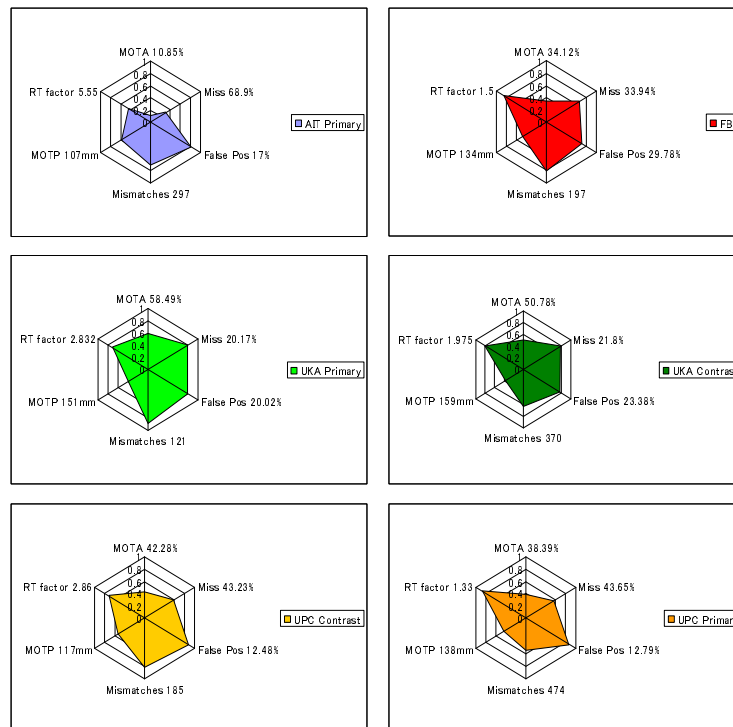 MOTA 10.85%
1
0.8
0.6
0.4
0.2
0
RT factor 5.55
Miss 68.9%
MOTP 107mm
False Pos 17%
Mismatches 297
AIT Primary
MOTA 34.12%
1
0.8
0.6
0.4
0.2
0
RT factor 1.5
Miss 33.94%
MOTP 134mm
False Pos 29.78%
Mismatches 197
FB
MOTA 58.49%
1
0.8
0.6
0.4
0.2
0
RT factor 2.832
Miss 20.17%
MOTP 151mm
False Pos 20.02%
Mismatches 121
UKA Primary
MOTA 50.78%
1
0.8
0.6
0.4
0.2
0
RT factor 1.975
Miss 21.8%
MOTP 159mm
False Pos 23.38%
Mismatches 370
UKA Contras
MOTA 42.28%
1
0.8
0.6
0.4
0.2
0
RT factor 2.86
Miss 43.23%
MOTP 117mm
False Pos 12.48%
Mismatches 185
UPC Contrast
MOTA 38.39%
1
0.8
0.6
0.4
0.2
0
RT factor 1.33
Miss 43.65%
MOTP 138mm
False Pos 12.79%
Mismatches 474
UPC Primar